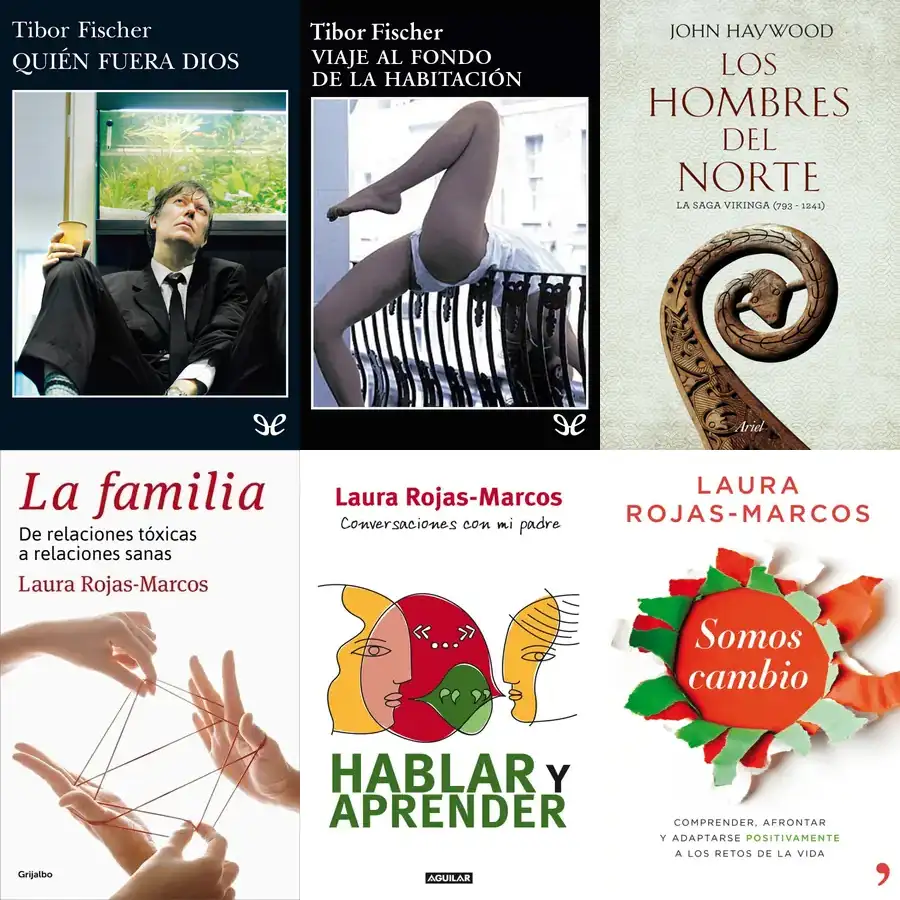 Tibor Fischer
QUIÉN FUERA DIOS
Tibor Fischer
VIAJE AL FONDO
DE LA HABITACIÓN
JOHN HAYWOOD
LOS
HOMBRES
DEL
NORTE
LA SAGA VIKINGA (793 - 1241)
Ariel
La familia
De relaciones tóxicas
a relaciones sanas
Laura Rojas-Marcos
Grijalbo
Laura Rojas-Marcos
Conversaciones con mi padre
« ... »
HABLAR Y
APRENDER
AGUILAR
LAURA
ROJAS-MARCOS
Somos
cambio
COMPRENDER, AFRONTAR
Y ADAPTARSE POSITIVAMENTE
A LOS RETOS DE LA VIDA